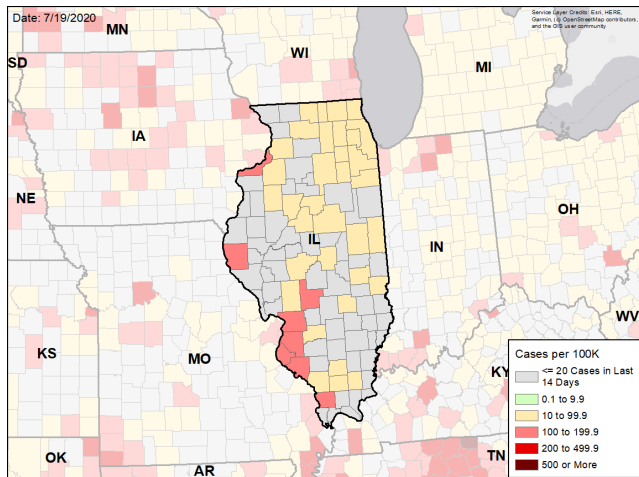 Date: 7/19/2020
Service Layer Credits: Esri, HERE,
Garmin, (c) OpenStreetMap contributors,
and the GIS user community
MN
SD
WI
MI
IA
NE
OH
IL
IN
WV
MO
KS
KY
OK
AR
TN
Cases per 100K
<= 20 Cases in Last
14 Days
0.1 to 9.9
10 to 99.9
100 to 199.9
200 to 499.9
500 or More